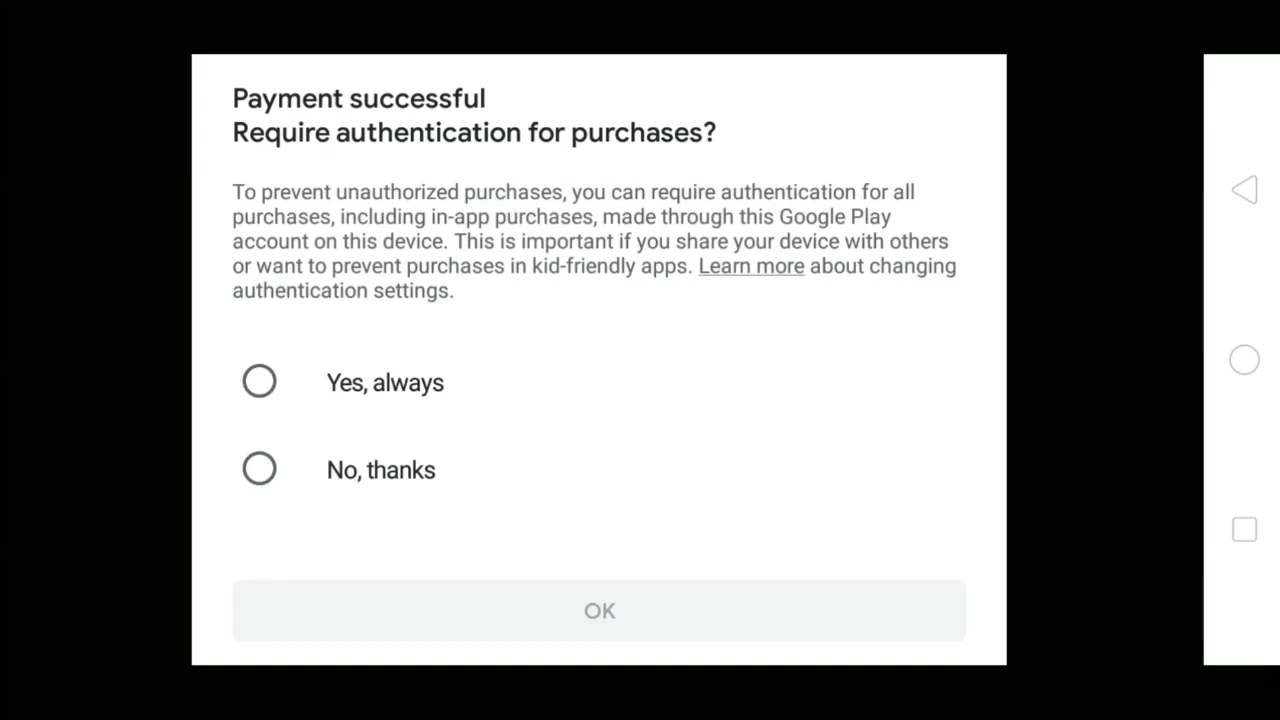 Payment successful
Require authentication for purchases?
To prevent unauthorized purchases, you can require authentication for all
purchases, including in-app purchases, made through this Google Play
account on this device. This is important if you share your device with others
or want to prevent purchases in kid-friendly apps. Learn more about changing
authentication settings.
Yes, always
No, thanks
OK